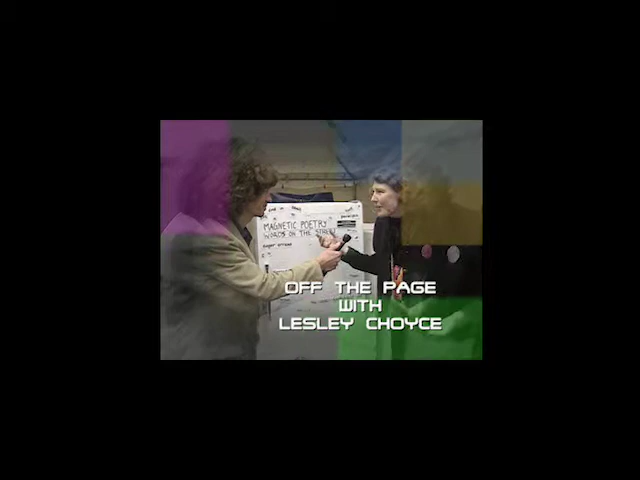 MAGNETIC POETRY
WORDS ON THE STREET
OFF THE PAGE
WITH
LESLEY CHOYCE